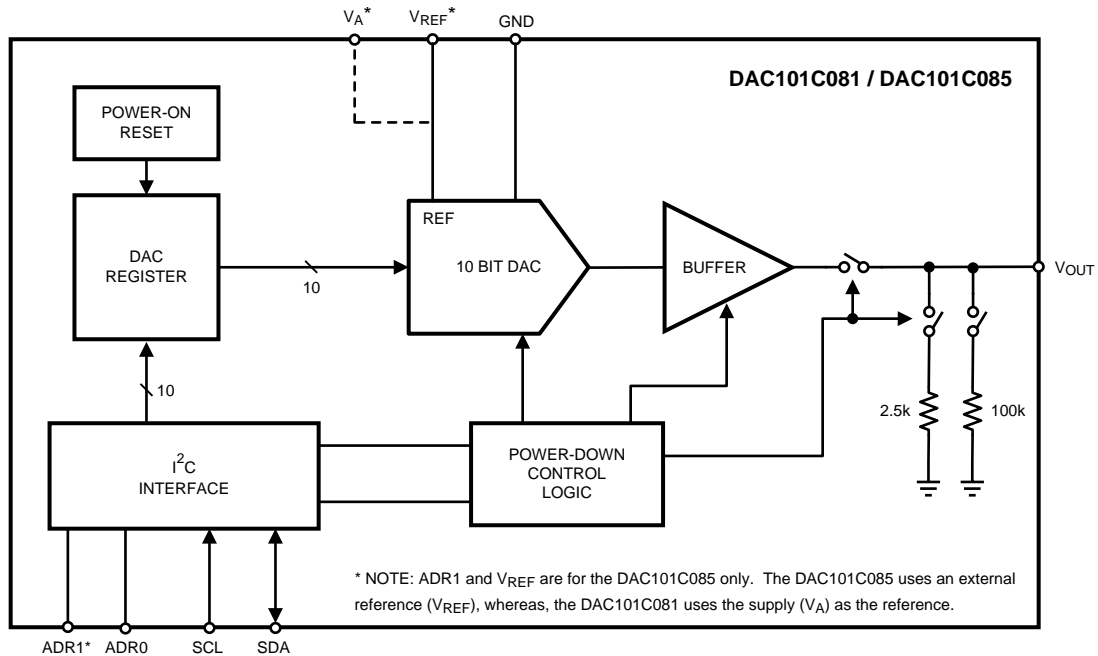 VA* VREF* GND
DAC101C081 / DAC101C085
POWER-ON
RESET
REF
DAC
REGISTER
10 BIT DAC
BUFFER
10
VOUT
10
2.5k
100k
I2C
INTERFACE
POWER-DOWN
CONTROL
LOGIC
* NOTE: ADR1 and VREF are for the DAC101C085 only. The DAC101C085 uses an external
reference (VREF), whereas, the DAC101C081 uses the supply (VA) as the reference.
ADR1* ADR0 SCL SDA